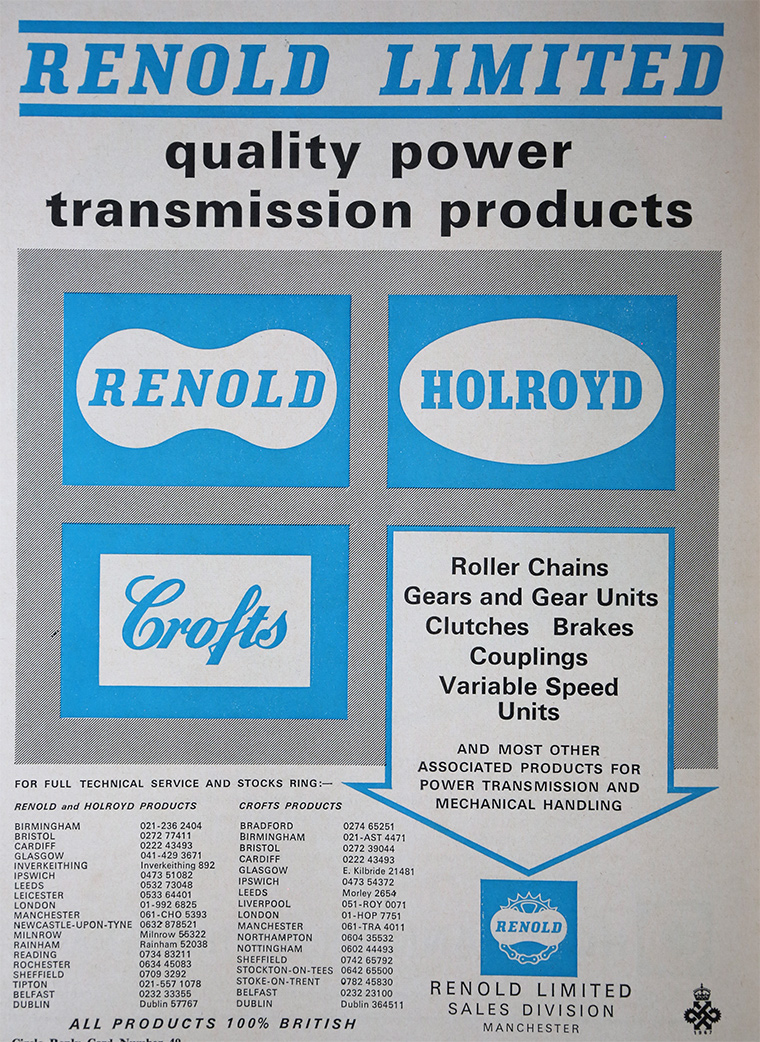 RENOLD LIMITED
quality power
transmission products
RENOLD
HOLROYD
Crofts
Roller Chains
Gears and Gear Units
Clutches Brakes
Couplings
Variable Speed
Units
AND MOST OTHER
ASSOCIATED PRODUCTS FOR
POWER TRANSMISSION AND
MECHANICAL HANDLING
FOR FULL TECHNICAL SERVICE AND STOCKS RING:—
RENOLD and HOLROYD PRODUCTS
BIRMINGHAM 021-236 2404
BRISTOL 0272 77411
CARDIFF 0222 43493
GLASGOW 041-429 3671
INVERKEITHING Inverkeithing 892
IPSWICH 0473 51082
LEEDS 0532 73048
LEICESTER 0533 64401
LONDON 01-992 6825
MANCHESTER 061-CHO 5393
NEWCASTLE-UPON-TYNE 0632 878521
MILNROW Milnrow 55322
RAINHAM Rainham 52038
READING 0734 83211
ROCHESTER 0634 45083
SHEFFIELD 0709 3292
TIPTON 021-557 1078
BELFAST 0232 33355
DUBLIN Dublin 57767
CROFTS PRODUCTS
BRADFORD 0274 65251
BIRMINGHAM 021-AST 4471
BRISTOL 0272 39044
CARDIFF 0222 43493
GLASGOW E. Kilbride 21481
IPSWICH 0473 54372
LEEDS Morley 2654
LIVERPOOL 051-ROY 0071
LONDON 01-HOP 7751
MANCHESTER 061-TRA 4011
NORTHAMPTON 0604 35532
NOTTINGHAM 0602 44493
SHEFFIELD 0742 65792
STOCKTON-ON-TEES 0642 65500
STOKE-ON-TRENT 0782 45830
BELFAST 0232 23100
DUBLIN Dublin 364511
ALL PRODUCTS 100% BRITISH
RENOLD
RENOLD LIMITED
SALES DIVISION
MANCHESTER
1967